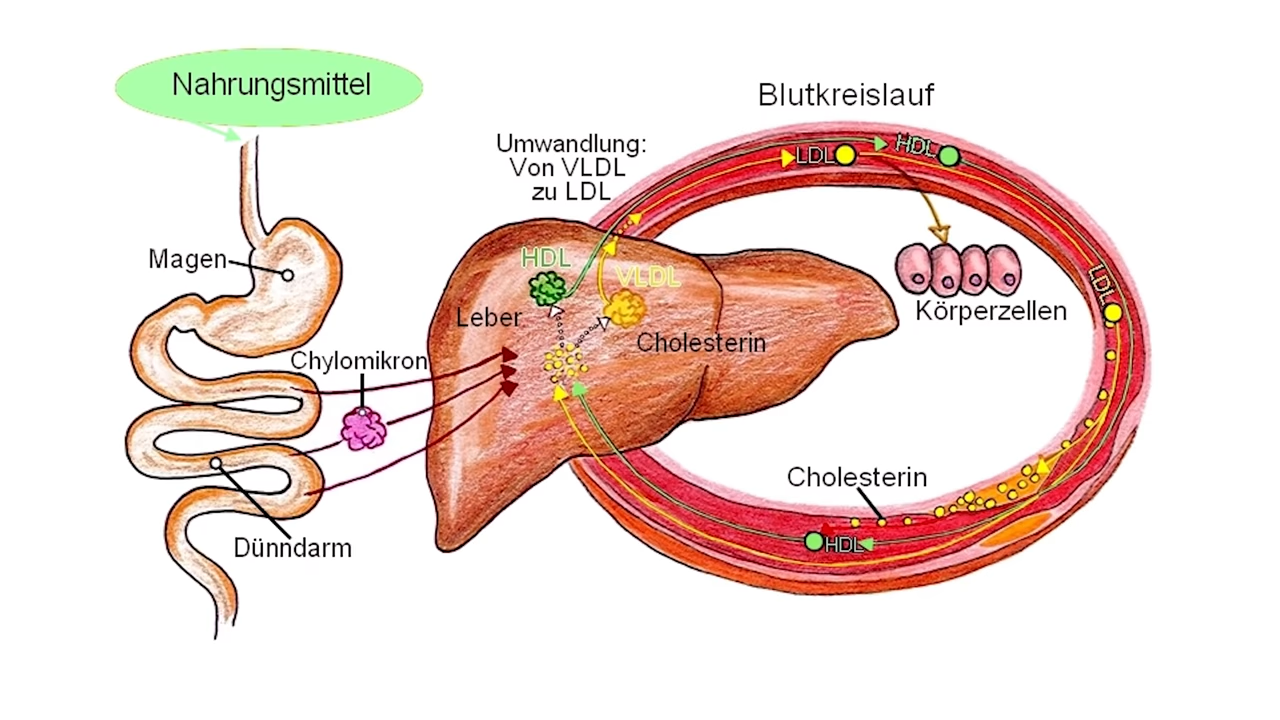 Nahrungsmittel
Blutkreislauf
Umwandlung:
Von VLDL
zu LDL
LDL
HDL
Magen
HDL
VLDL
LDL
Körperzellen
Leber
Cholesterin
Chylomikron
Cholesterin
Dünndarm
HDL